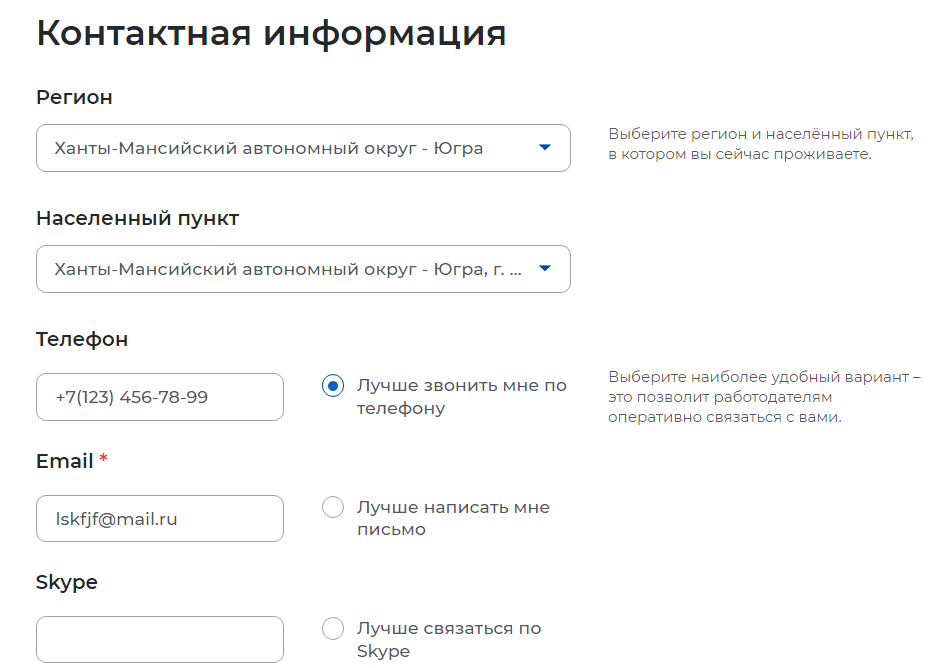 Контактная информация
Регион
Ханты-Мансийский автономный округ - Югра
Выберите регион и населённый пункт,
в котором вы сейчас проживаете.
Населенный пункт
Ханты-Мансийский автономный округ - Югра, г. ...
Телефон
+7(123) 456-78-99
Лучше звонить мне по
телефону
Выберите наиболее удобный вариант –
это позволит работодателям
оперативно связаться с вами.
Email *
lskfjf@mail.ru
Лучше написать мне
письмо
Skype
Лучше связаться по
Skype